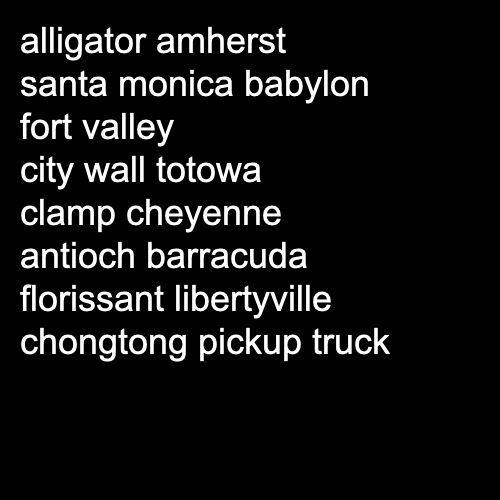 alligator amherst
santa monica babylon
fort valley
city wall totowa
clamp cheyenne
antioch barracuda
florissant libertyville
chongtong pickup truck